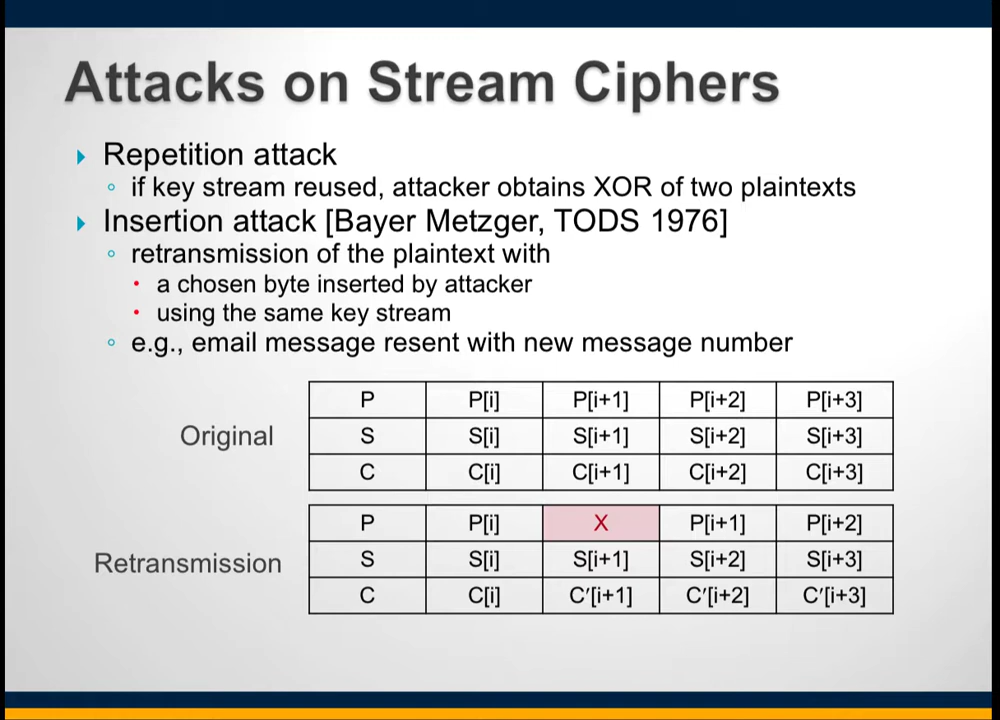 Attacks on Stream Ciphers
Repetition attack
if key stream reused, attacker obtains XOR of two plaintexts
Insertion attack [Bayer Metzger, TODS 1976]
retransmission of the plaintext with
a chosen byte inserted by attacker
using the same key stream
e.g., email message resent with new message number
Original
P P[i] P[i+1] P[i+2] P[i+3]
S S[i] S[i+1] S[i+2] S[i+3]
C C[i] C[i+1] C[i+2] C[i+3]
Retransmission
P P[i] X P[i+1] P[i+2]
S S[i] S[i+1] S[i+2] S[i+3]
C C[i] C′[i+1] C′[i+2] C′[i+3]